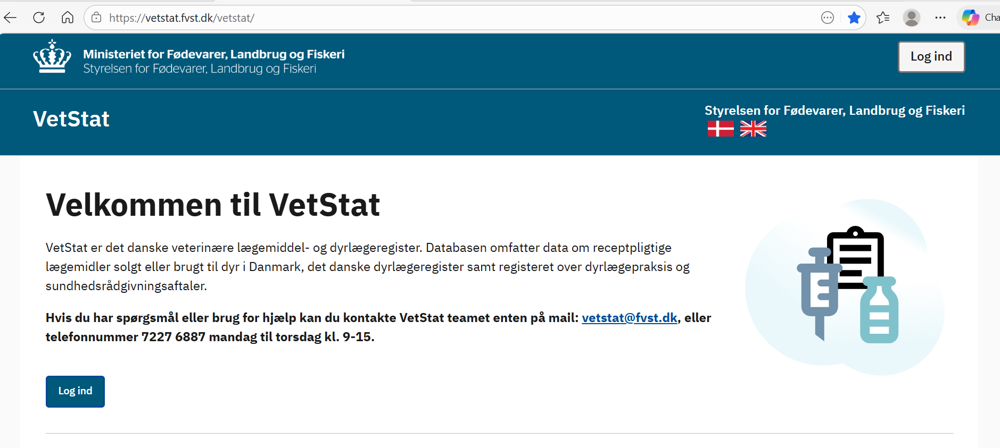 https://vetstat.fvst.dk/vetstat/
Cha
Ministeriet for Fødevarer, Landbrug og Fiskeri
Styrelsen for Fødevarer, Landbrug og Fiskeri
Log ind
VetStat
Styrelsen for Fødevarer, Landbrug og Fiskeri
Velkommen til VetStat
VetStat er det danske veterinære lægemiddel- og dyrlægeregister. Databasen omfatter data om receptpligtige
lægemidler solgt eller brugt til dyr i Danmark, det danske dyrlægeregister samt registeret over dyrlægepraksis og
sundhedsrådgivningsaftaler.
Hvis du har spørgsmål eller brug for hjælp kan du kontakte VetStat teamet enten på mail: vetstat@fvst.dk, eller
telefonnummer 7227 6887 mandag til torsdag kl. 9-15.
Log ind